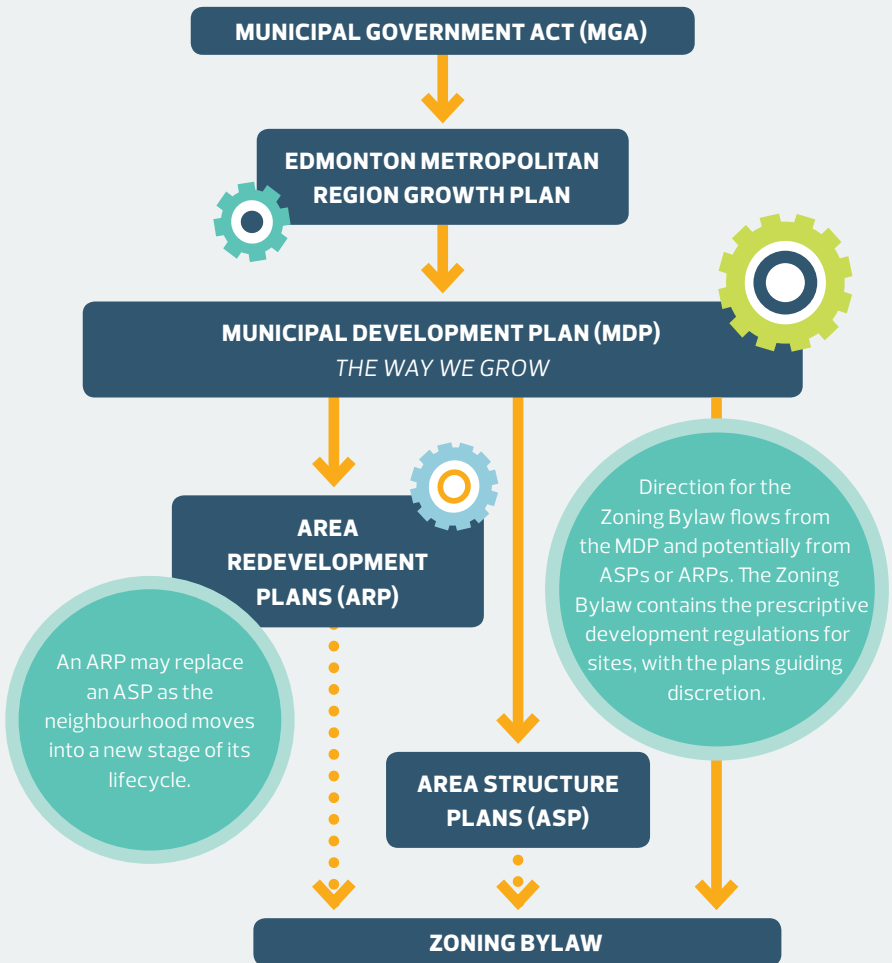 MUNICIPAL GOVERNMENT ACT (MGA)
EDMONTON METROPOLITAN
REGION GROWTH PLAN
MUNICIPAL DEVELOPMENT PLAN (MDP)
THE WAY WE GROW
AREA
REDEVELOPMENT
PLANS (ARP)
An ARP may replace
an ASP as the
neighbourhood moves
into a new stage of its
lifecycle.
Direction for the
Zoning Bylaw flows from
the MDP and potentially from
ASPs or ARPs. The Zoning
Bylaw contains the prescriptive
development regulations for
sites, with the plans guiding
discretion.
AREA STRUCTURE
PLANS (ASP)
ZONING BYLAW